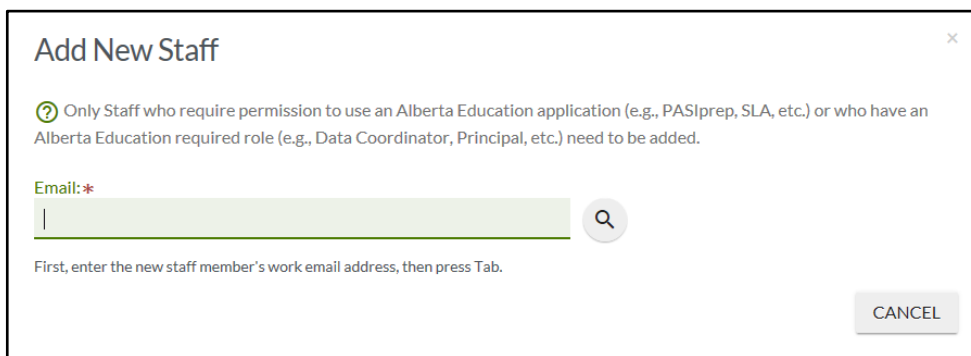 Add New Staff
×
? Only Staff who require permission to use an Alberta Education application (e.g., PASIprep, SLA, etc.) or who have an
Alberta Education required role (e.g., Data Coordinator, Principal, etc.) need to be added.
Email:*
First, enter the new staff member's work email address, then press Tab.
CANCEL